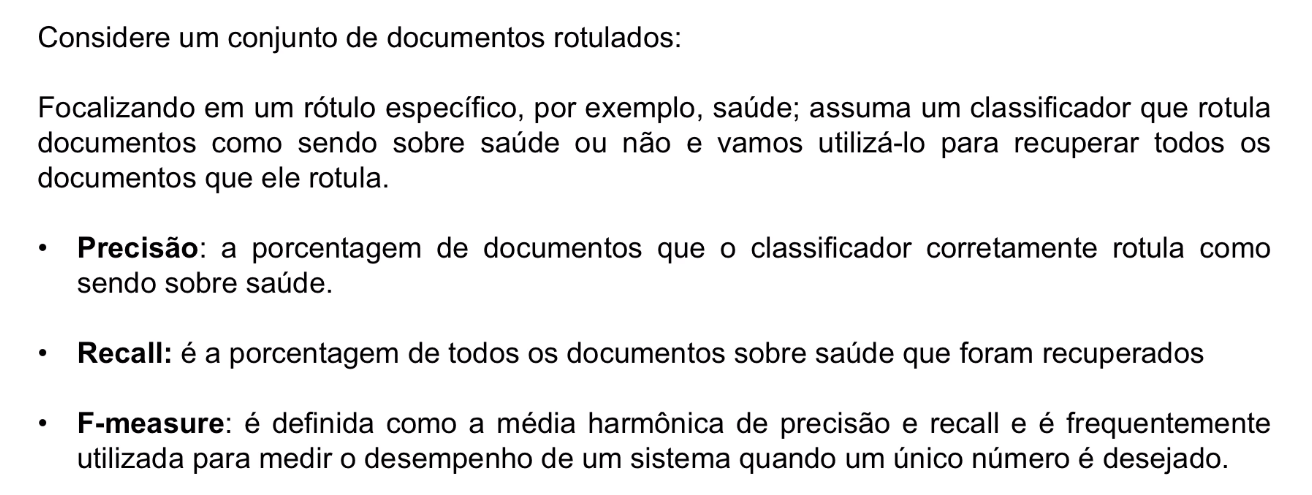 Considere um conjunto de documentos rotulados:
Focalizando em um rótulo específico, por exemplo, saúde; assuma um classificador que rotula
documentos como sendo sobre saúde ou não e vamos utilizá-lo para recuperar todos os
documentos que ele rotula.
• Precisão: a porcentagem de documentos que o classificador corretamente rotula como
sendo sobre saúde.
• Recall: é a porcentagem de todos os documentos sobre saúde que foram recuperados
• F-measure: é definida como a média harmônica de precisão e recall e é frequentemente
utilizada para medir o desempenho de um sistema quando um único número é desejado.